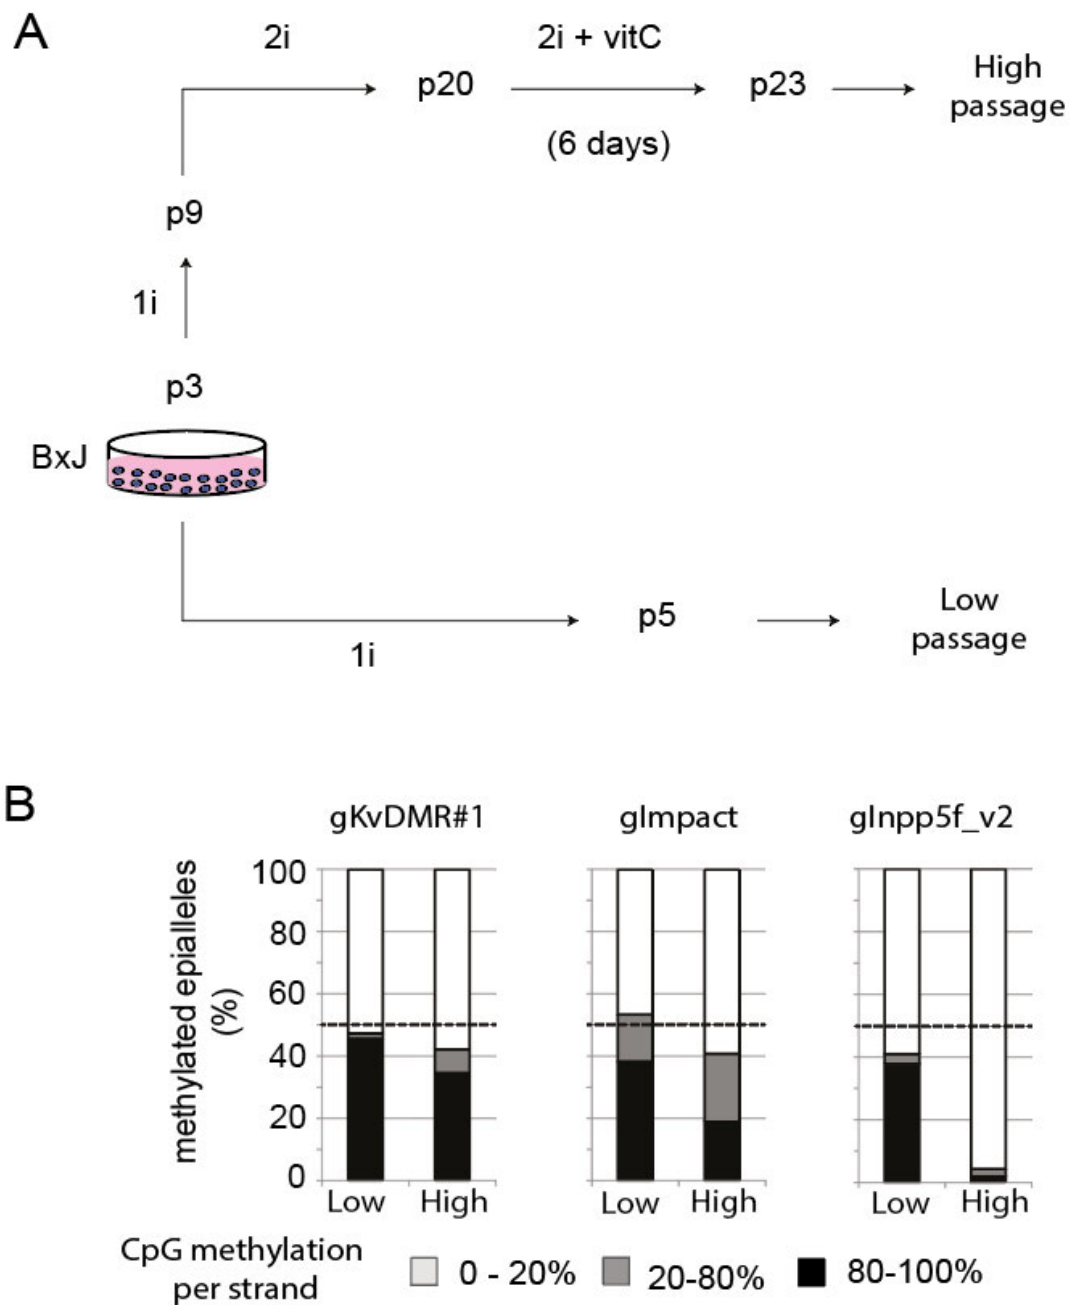 A
2i
2i + vitC
p20
p23
High
passage
(6 days)
p9
1i
p3
BxJ
p5
Low
passage
1i
B
gKvDMR#1
gImpact
gInpp5f_v2
methylated epialleles
(%)
100
80
60
40
20
0
Low
High
Low
High
Low
High
CpG methylation
per strand
0 - 20%
20-80%
80-100%